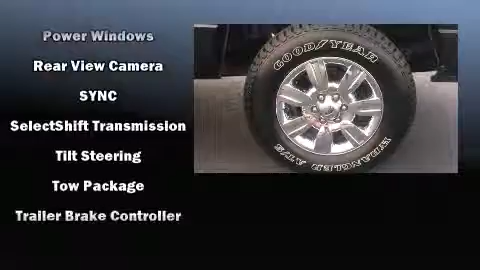 Power Windows
Rear View Camera
SYNC
SelectShift Transmission
Tilt Steering
Tow Package
Trailer Brake Controller
GOODYEAR
WRANGLER AT/S